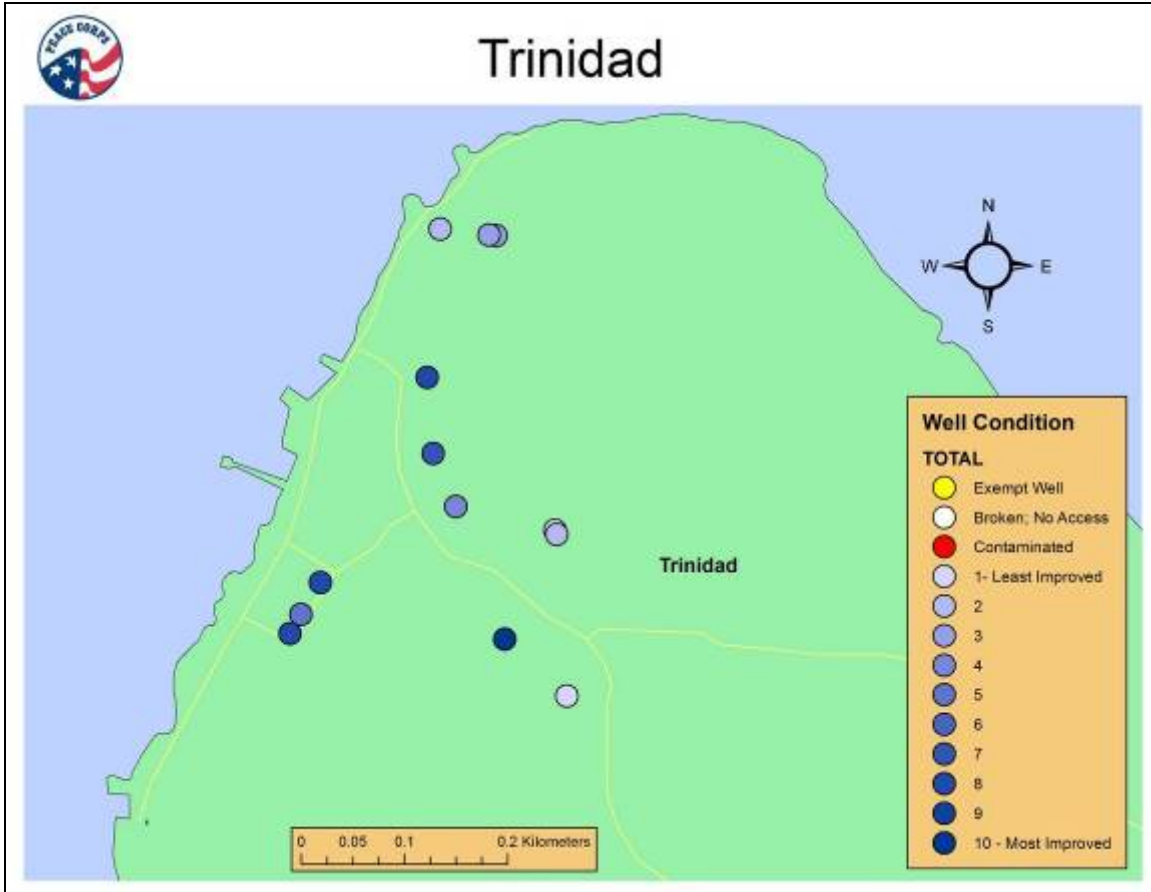 PEACE CORPS
Trinidad
N
W E
S
Well Condition
TOTAL
Exempt Well
Broken; No Access
Contaminated
1- Least Improved
2
3
4
5
6
7
8
9
10 - Most Improved
Trinidad
0 0.05 0.1 0.2 Kilometers